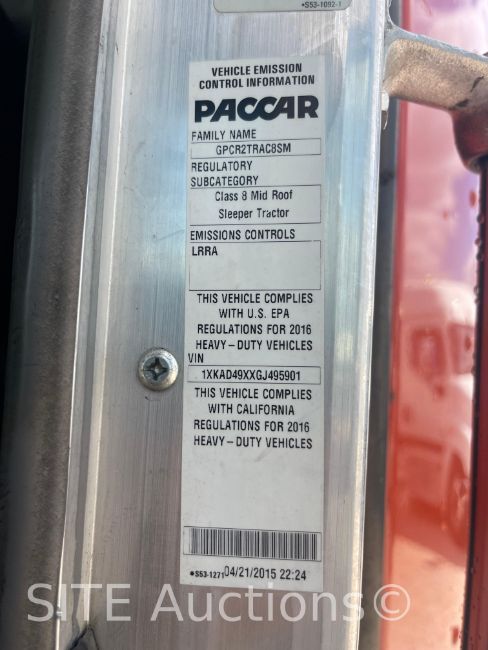 •S53-1092-1
VEHICLE EMISSION
CONTROL INFORMATION
PACCAR
FAMILY NAME
GPCR2TRAC8SM
REGULATORY
SUBCATEGORY
Class 8 Mid Roof
Sleeper Tractor
EMISSIONS CONTROLS
LRRA
THIS VEHICLE COMPLIES
WITH U.S. EPA
REGULATIONS FOR 2016
HEAVY-DUTY VEHICLES
VIN
1XKAD49XXGJ495901
THIS VEHICLE COMPLIES
WITH CALIFORNIA
REGULATIONS FOR 2016
HEAVY-DUTY VEHICLES
•S53-1271 04/21/2015 22:24
SITE Auctions©